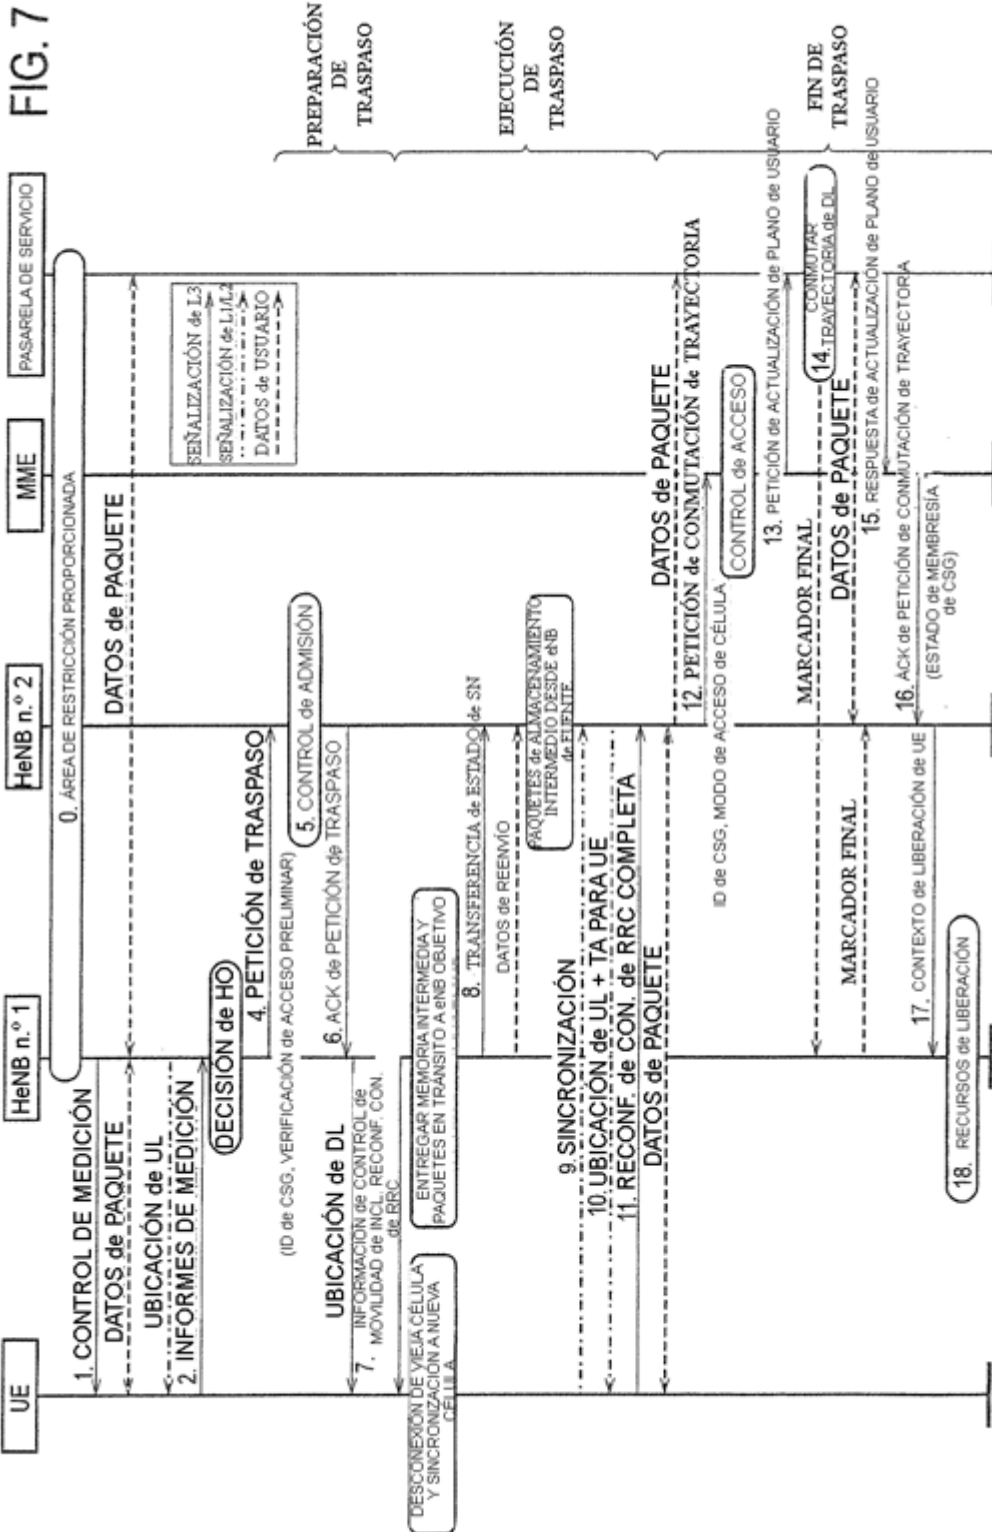 FIG. 7
UE
HeNB n.º 1
HeNB n.º 2
MME
PASARELA DE SERVICIO
0. ÁREA DE RESTRICCIÓN PROPORCIONADA
1. CONTROL DE MEDICIÓN
DATOS de PAQUETE
DATOS de PAQUETE
UBICACIÓN de UL
2. INFORMES DE MEDICIÓN
SEÑALIZACIÓN de L3
SEÑALIZACIÓN de L1/L2
DATOS de USUARIO
DECISIÓN de HO
4. PETICIÓN de TRASPASO
(ID de CSG, VERIFICACIÓN de ACCESO PRELIMINAR)
5. CONTROL de ADMISIÓN
6. ACK de PETICIÓN de TRASPASO
PREPARACIÓN
DE
TRASPASO
UBICACIÓN de DL
7.
INFORMACIÓN de CONTROL de
MOVILIDAD de INCL. RECONF. CON.
de RRC
DESCONEXIÓN DE VIEJA CÉLULA
Y SINCRONIZACIÓN A NUEVA
CÉLULA
ENTREGAR MEMORIA INTERMEDIA Y
PAQUETES EN TRÁNSITO A eNB OBJETIVO
8. TRANSFERENCIA de ESTADO de SN
DATOS de REENVÍO
PAQUETES de ALMACENAMIENTO
INTERMEDIO DESDE eNB
de FUENTE
EJECUCIÓN
DE
TRASPASO
9. SINCRONIZACIÓN
10. UBICACIÓN de UL + TA PARA UE
11. RECONF. de CON. de RRC COMPLETA
DATOS de PAQUETE
DATOS de PAQUETE
12. PETICIÓN de CONMUTACIÓN de TRAYECTORIA
ID de CSG, MODO de ACCESO de CÉLULA
CONTROL de ACCESO
13. PETICIÓN de ACTUALIZACIÓN de PLANO de USUARIO
14.
CONMUTAR
TRAYECTORIA de DL
MARCADOR FINAL
DATOS de PAQUETE
MARCADOR FINAL
15. RESPUESTA de ACTUALIZACIÓN de PLANO de USUARIO
16. ACK de PETICIÓN de CONMUTACIÓN de TRAYECTORIA
(ESTADO de MEMBRESÍA
de CSG)
17. CONTEXTO de LIBERACIÓN de UE
18. RECURSOS de LIBERACIÓN
FIN DE
TRASPASO